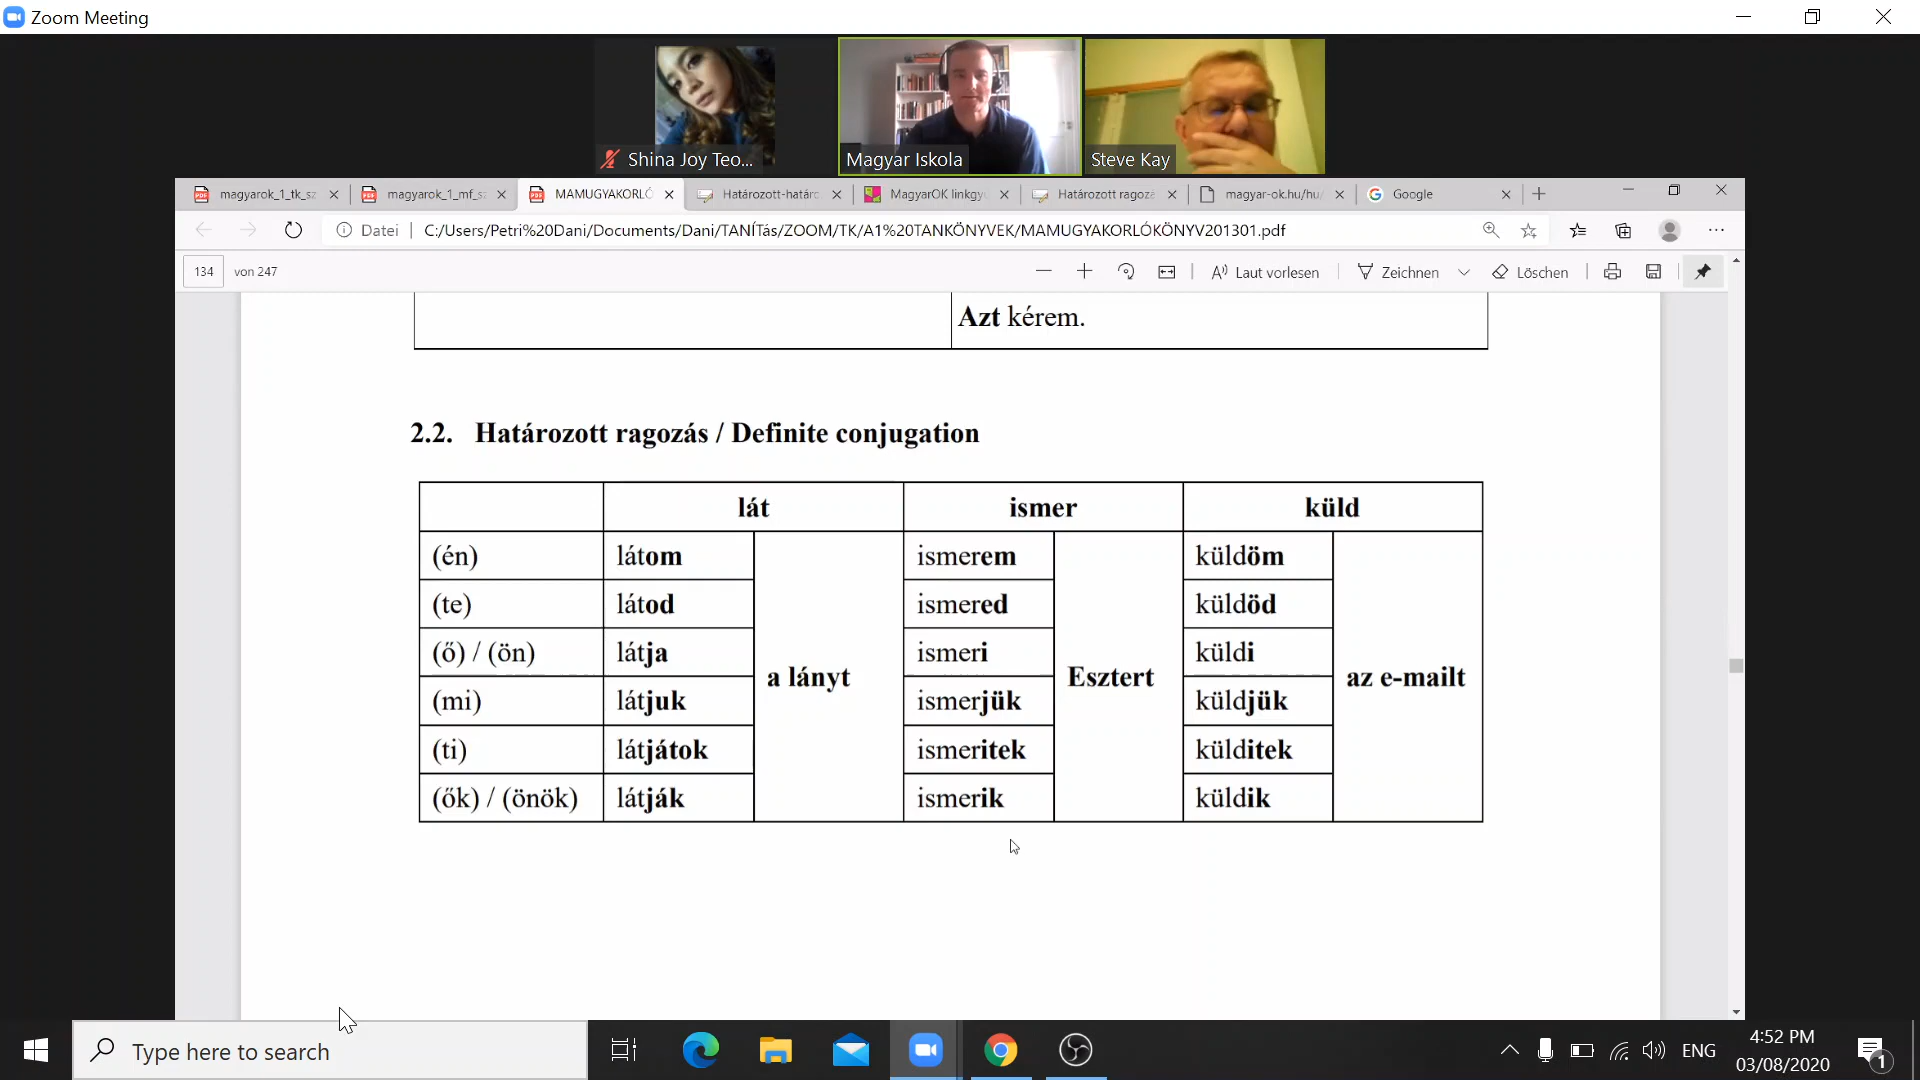 Zoom Meeting
Shina Joy Teo...
Magyar Iskola
Steve Kay
magyarok_1_tk_sz
magyarok_1_mf_sz
MAMUGYAKORLÓ
Határozott-határc
MagyarOK linkgyű
Határozott ragozá
magyar-ok.hu/hu/
Google
Datei
C:/Users/Petri%20Dani/Documents/Dani/TANÍTás/ZOOM/TK/A1%20TANKÖNYVEK/MAMUGYAKORLÓKÖNYV201301.pdf
134 von 247
Laut vorlesen
Zeichnen
Löschen
Azt kérem.
2.2. Határozott ragozás / Definite conjugation
lát ismer küld
(én) látom ismerem küldöm
(te) látod ismered küldöd
(ő) / (ön) látja ismeri küldi
a lányt Esztert az e-mailt
(mi) látjuk ismerjük küldjük
(ti) látjátok ismeritek külditek
(ők) / (önök) látják ismerik küldik
Type here to search
ENG
4:52 PM
03/08/2020
1